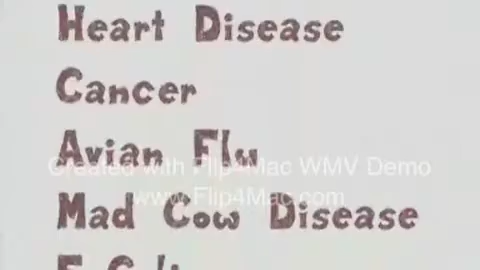 Heart Disease
Cancer
Avian Flu
Created with Flip4Mac WMV Demo
www.Flip4Mac.com
Mad Cow Disease